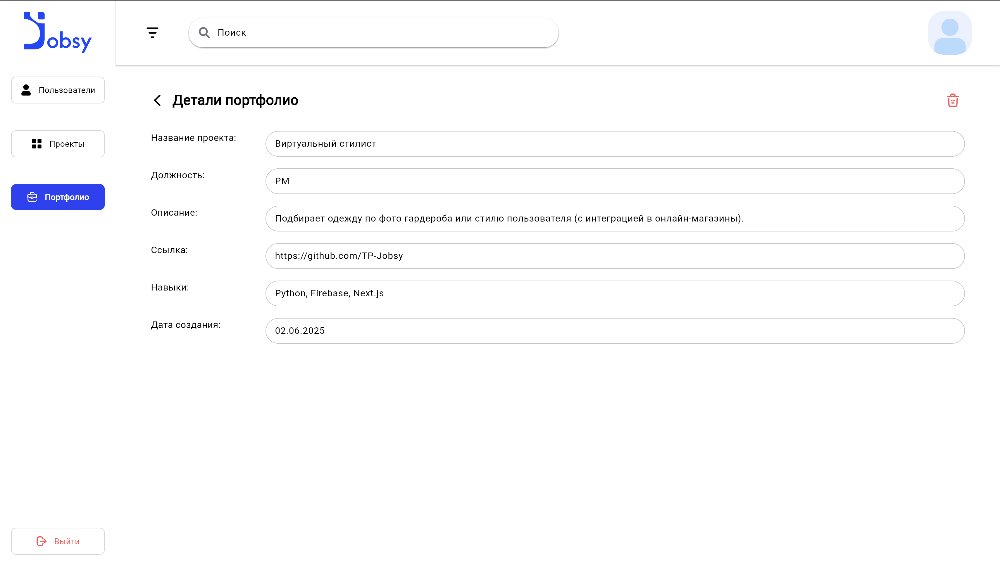 Jobsy
Поиск
Пользователи
Проекты
Портфолио
Выйти
Детали портфолио
Название проекта: Виртуальный стилист
Должность: PM
Описание: Подбирает одежду по фото гардероба или стилю пользователя (с интеграцией в онлайн-магазины).
Ссылка: https://github.com/TP-Jobsy
Навыки: Python, Firebase, Next.js
Дата создания: 02.06.2025